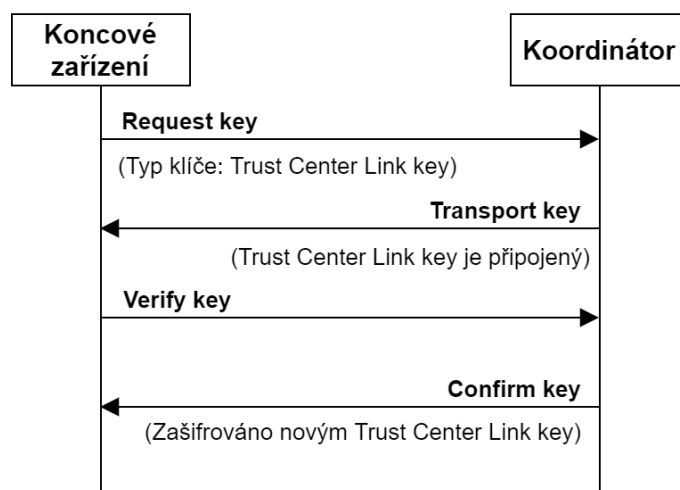 Koncové
zařízení
Koordinátor
Request key
(Typ klíče: Trust Center Link key)
Transport key
(Trust Center Link key je připojený)
Verify key
Confirm key
(Zašifrováno novým Trust Center Link key)